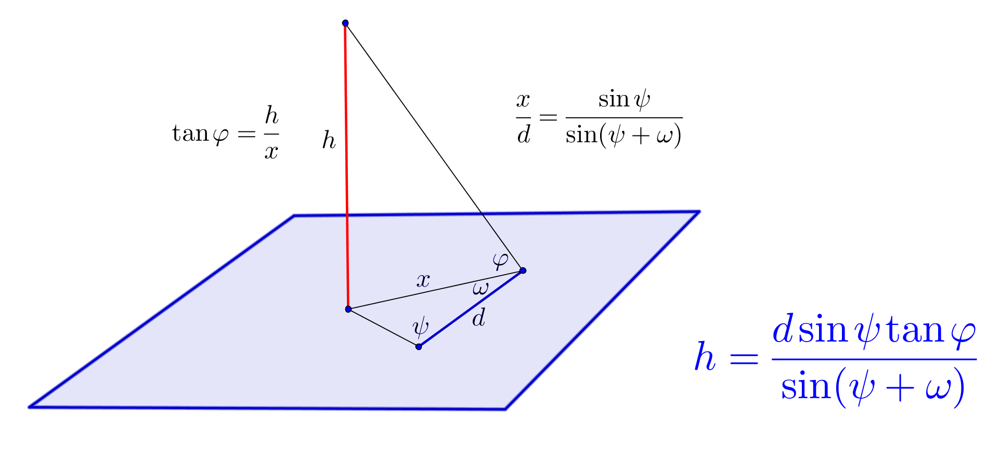 tan φ = h/x
h
x/d = sin ψ / sin(ψ + ω)
φ
x
ω
d
ψ
h = d sin ψ tan φ / sin(ψ + ω)